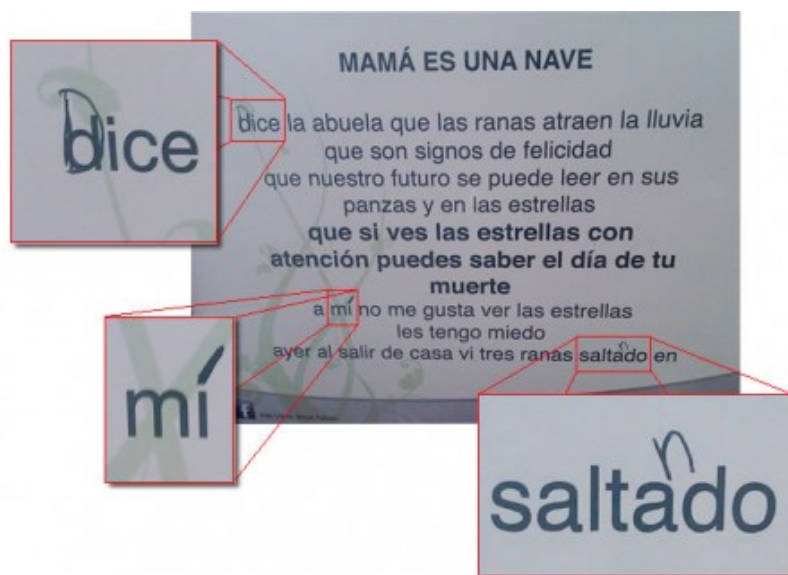 MAMÁ ES UNA NAVE
dice la abuela que las ranas atraen la lluvia
que son signos de felicidad
que nuestro futuro se puede leer en sus
panzas y en las estrellas
que si ves las estrellas con
atención puedes saber el día de tu
muerte
a mí no me gusta ver las estrellas
les tengo miedo
ayer al salir de casa vi tres ranas saltando en
Dice
mí
saltando